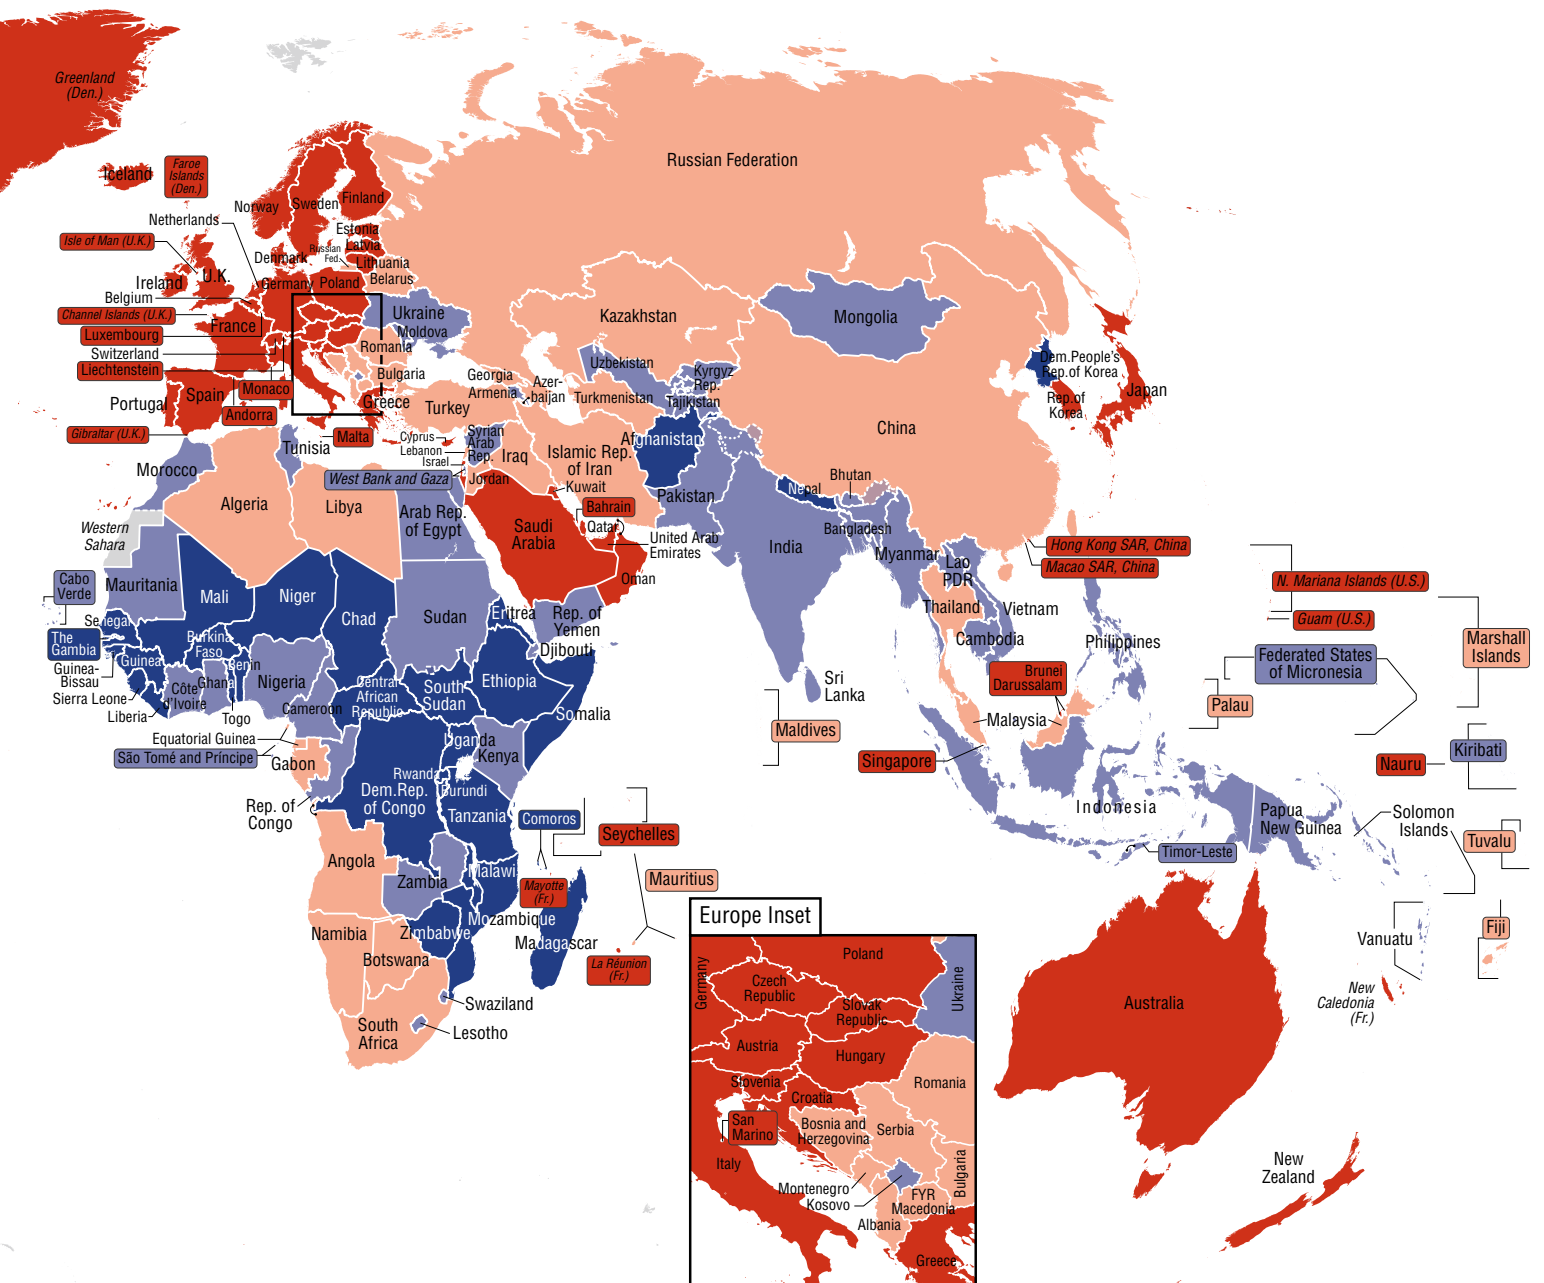 Greenland
(Den.)
Iceland
Faroe
Islands
(Den.)
Norway
Sweden
Finland
Russian Federation
Netherlands
Isle of Man (U.K.)
Estonia
Latvia
Russian
Fed.
Lithuania
Denmark
Belarus
Ireland
U.K.
Germany
Poland
Belgium
Channel Islands (U.K.)
Luxembourg
France
Switzerland
Liechtenstein
Ukraine
Moldova
Romania
Kazakhstan
Mongolia
Monaco
Bulgaria
Georgia
Armenia
Azer-
baijan
Uzbekistan
Kyrgyz
Rep.
Turkmenistan
Tajikistan
Dem.People's
Rep.of Korea
Rep.of
Korea
Japan
Portugal
Spain
Andorra
Greece
Turkey
Gibraltar (U.K.)
Malta
Cyprus
Lebanon
Israel
Syrian
Arab
Rep.
West Bank and Gaza
Jordan
Iraq
Islamic Rep.
of Iran
Afghanistan
China
Tunisia
Morocco
Algeria
Libya
Arab Rep.
of Egypt
Kuwait
Bahrain
Qatar
United Arab
Emirates
Saudi
Arabia
Oman
Pakistan
Nepal
Bhutan
Bangladesh
India
Myanmar
Lao
PDR
Hong Kong SAR, China
Macao SAR, China
Western
Sahara
Cabo
Verde
Mauritania
Mali
Niger
Chad
Sudan
Eritrea
Rep. of
Yemen
Djibouti
Thailand
Vietnam
Cambodia
Philippines
N. Mariana Islands (U.S.)
Guam (U.S.)
Marshall
Islands
Senegal
The
Gambia
Guinea-
Bissau
Guinea
Sierra Leone
Liberia
Burkina
Faso
Côte
d'Ivoire
Ghana
Togo
Benin
Nigeria
Cameroon
Central
African
Republic
South
Sudan
Ethiopia
Somalia
Sri
Lanka
Maldives
Brunei
Darussalam
Malaysia
Singapore
Federated States
of Micronesia
Palau
Equatorial Guinea
São Tomé and Príncipe
Gabon
Rep. of
Congo
Uganda
Kenya
Rwanda
Burundi
Dem.Rep.
of Congo
Tanzania
Comoros
Seychelles
Indonesia
Nauru
Kiribati
Papua
New Guinea
Solomon
Islands
Timor-Leste
Tuvalu
Angola
Zambia
Malawi
Mayotte
(Fr.)
Mauritius
Mozambique
Zimbabwe
Madagascar
La Réunion
(Fr.)
Namibia
Botswana
Swaziland
Lesotho
South
Africa
Fiji
Vanuatu
New
Caledonia
(Fr.)
Australia
New
Zealand
Europe Inset
Germany
Poland
Czech
Republic
Slovak
Republic
Ukraine
Austria
Hungary
Slovenia
Croatia
Romania
San
Marino
Bosnia and
Herzegovina
Serbia
Italy
Montenegro
Kosovo
Bulgaria
FYR
Macedonia
Albania
Greece